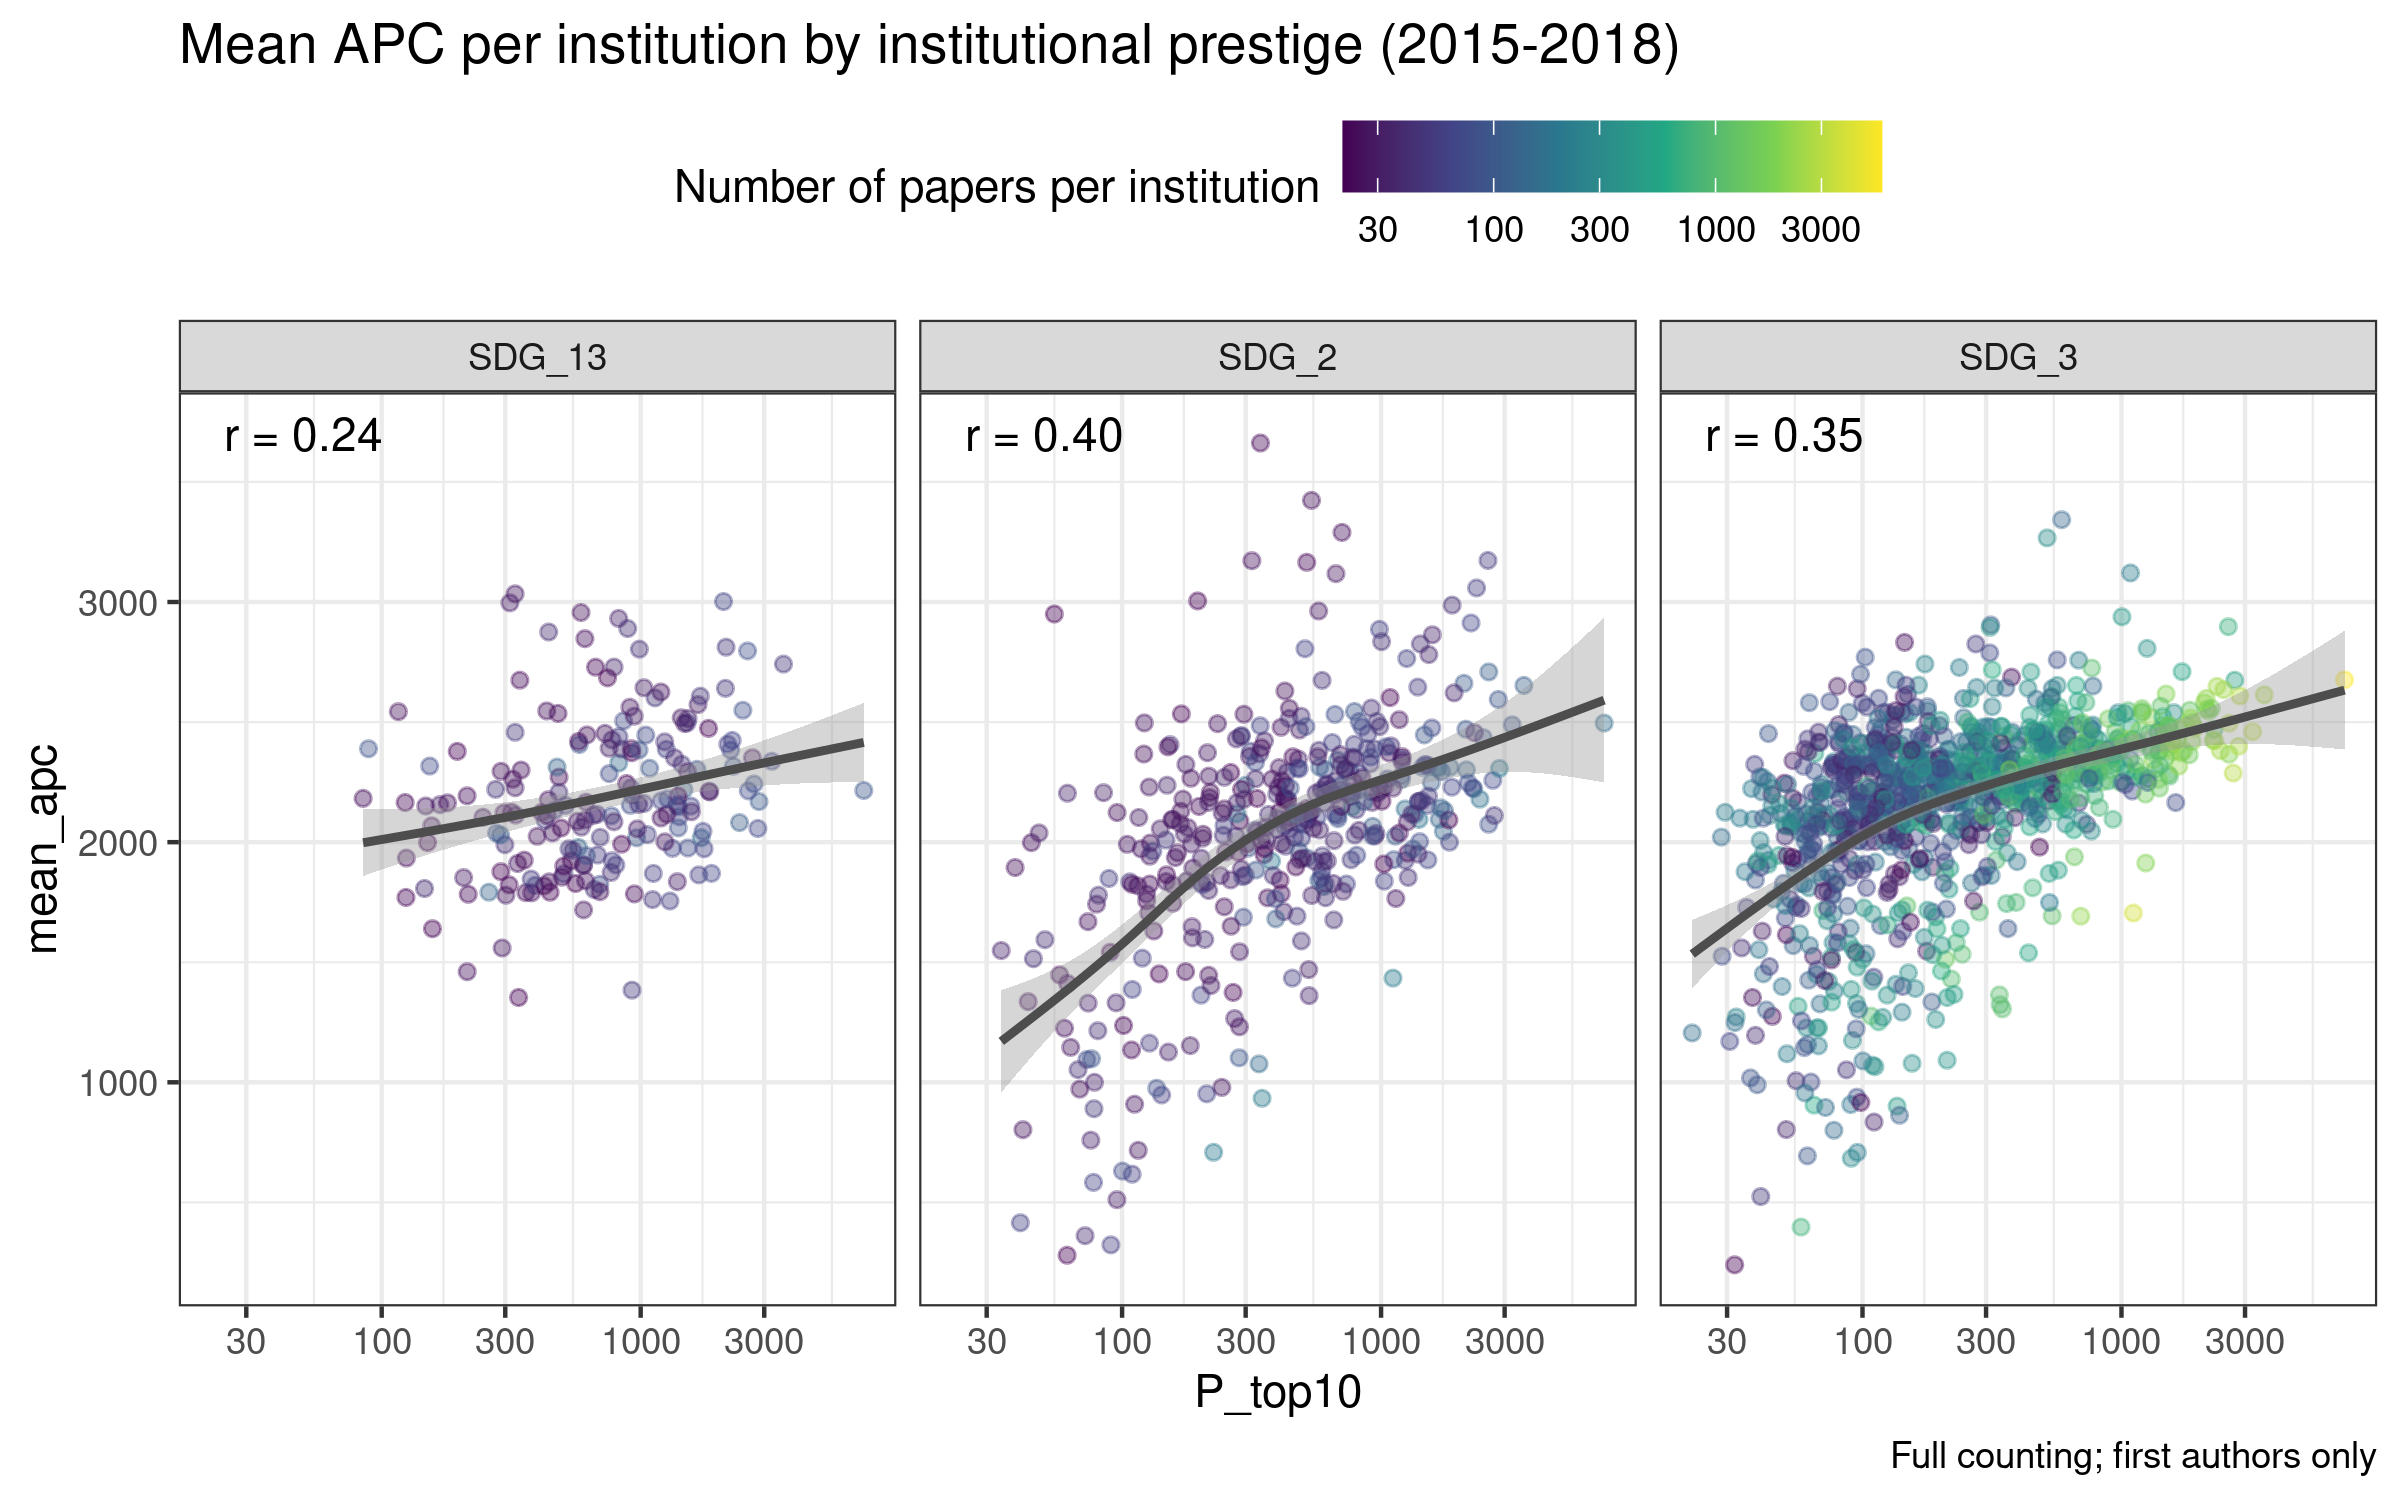 Mean APC per institution by institutional prestige (2015-2018)
Number of papers per institution
30 100 300 1000 3000
SDG_13 SDG_2 SDG_3
r = 0.24 r = 0.40 r = 0.35
mean_apc
3000
2000
1000
30 100 300 1000 3000 30 100 300 1000 3000 30 100 300 1000 3000
P_top10
Full counting; first authors only